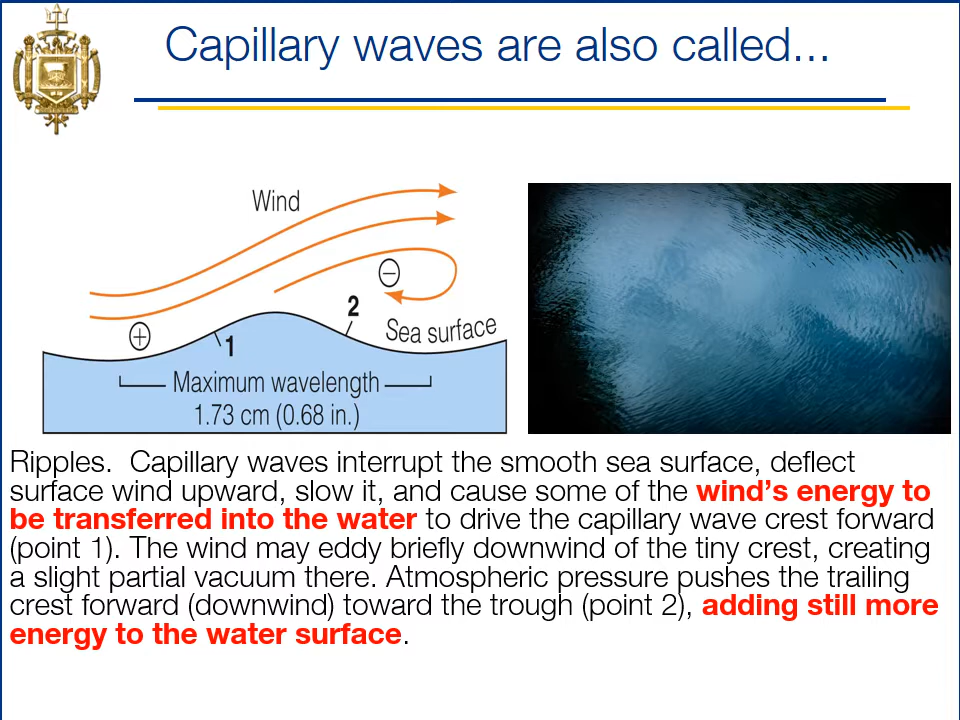 Capillary waves are also called...
Wind
−
2
+
1
Sea surface
Maximum wavelength
1.73 cm (0.68 in.)
Ripples.  Capillary waves interrupt the smooth sea surface, deflect
surface wind upward, slow it, and cause some of the wind’s energy to
be transferred into the water to drive the capillary wave crest forward
(point 1). The wind may eddy briefly downwind of the tiny crest, creating
a slight partial vacuum there. Atmospheric pressure pushes the trailing
crest forward (downwind) toward the trough (point 2), adding still more
energy to the water surface.